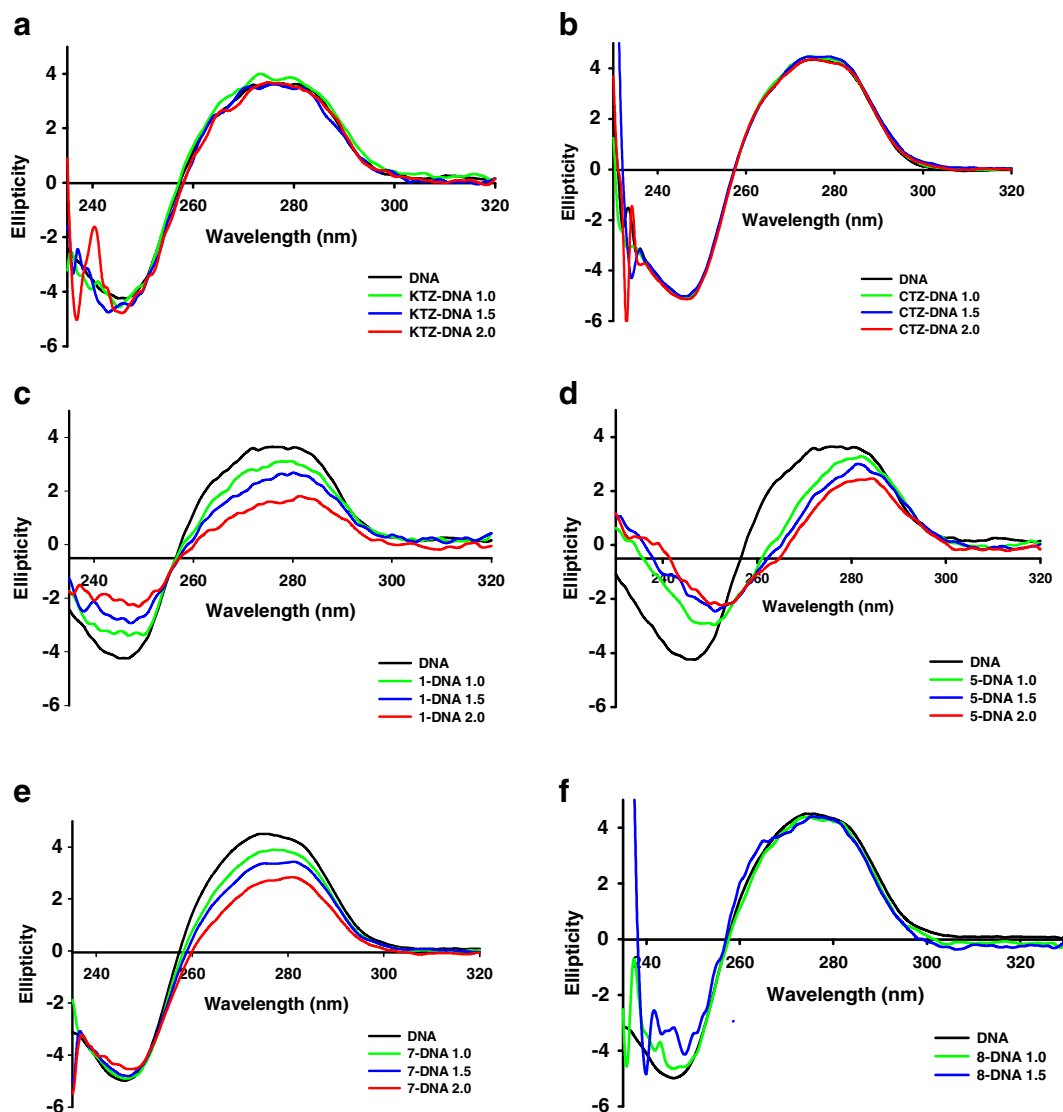 a
4
2
0
-2
-4
-6
240
260
280
300
320
Ellipticity
Wavelength (nm)
DNA
KTZ-DNA 1.0
KTZ-DNA 1.5
KTZ-DNA 2.0
b
4
2
0
-2
-4
-6
240
260
280
300
320
Ellipticity
Wavelength (nm)
DNA
CTZ-DNA 1.0
CTZ-DNA 1.5
CTZ-DNA 2.0
c
4
2
0
-2
-4
-6
240
260
280
300
320
Ellipticity
Wavelength (nm)
DNA
1-DNA 1.0
1-DNA 1.5
1-DNA 2.0
d
4
2
0
-2
-4
-6
240
260
280
300
320
Ellipticity
Wavelength (nm)
DNA
5-DNA 1.0
5-DNA 1.5
5-DNA 2.0
e
4
2
0
-2
-4
-6
240
260
280
300
320
Ellipticity
Wavelength (nm)
DNA
7-DNA 1.0
7-DNA 1.5
7-DNA 2.0
f
4
2
0
-2
-4
-6
240
260
280
300
320
Ellipticity
Wavelength (nm)
DNA
8-DNA 1.0
8-DNA 1.5